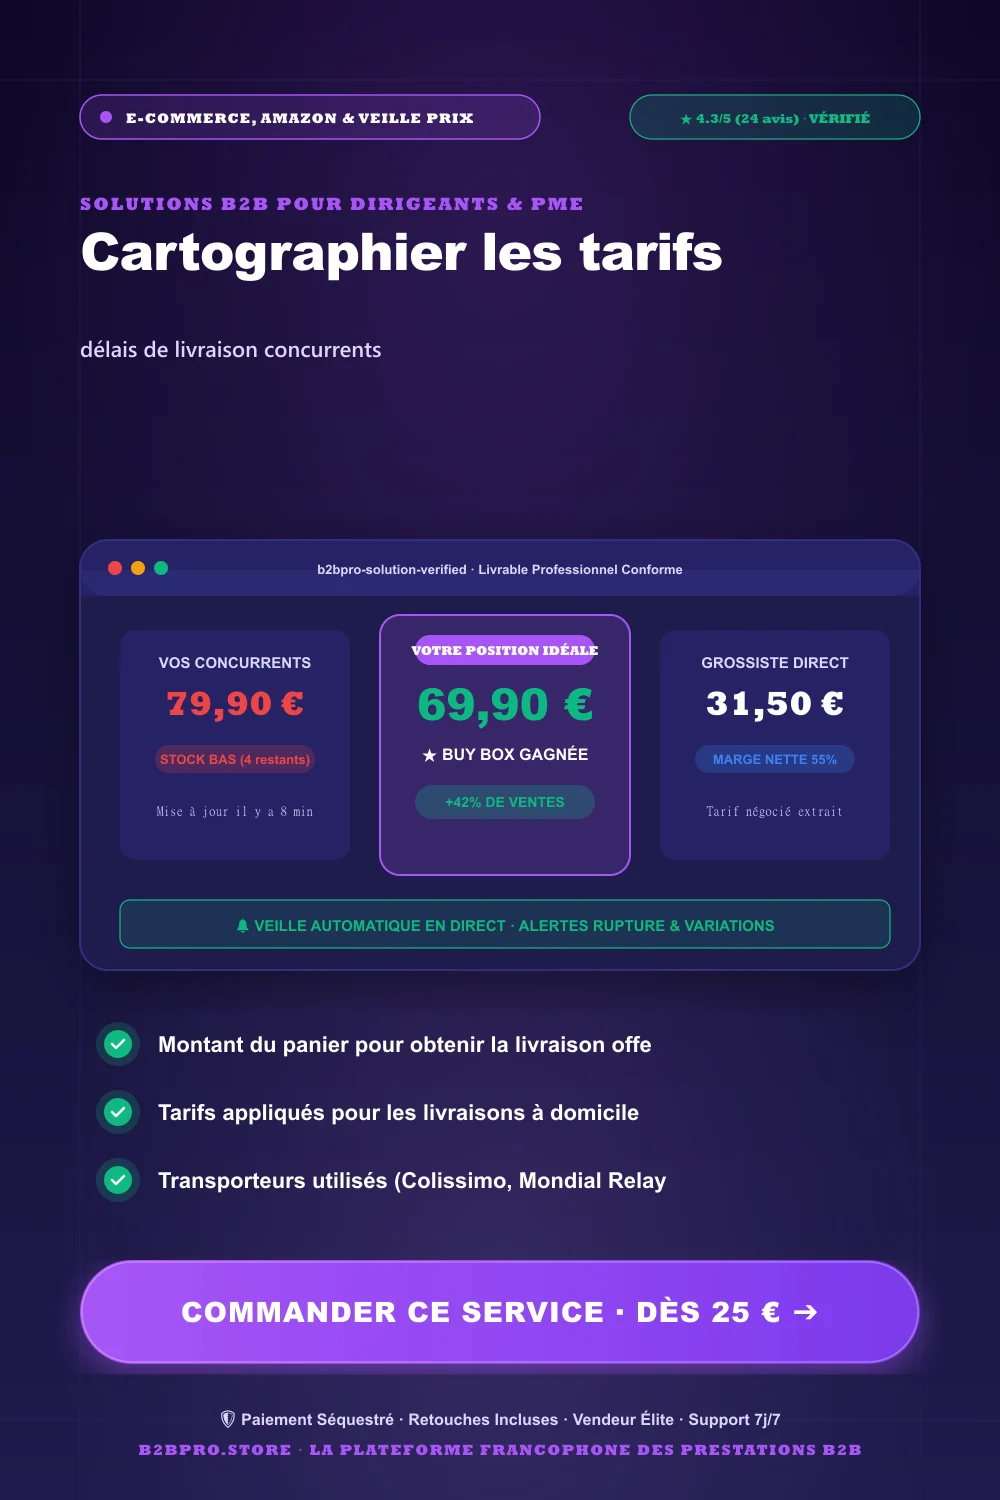 E-COMMERCE, AMAZON & VEILLE PRIX
★ 4.3/5 (24 avis) · VÉRIFIÉ
SOLUTIONS B2B POUR DIRIGEANTS & PME
Cartographier les tarifs
délais de livraison concurrents
b2bpro-solution-verified · Livrable Professionnel Conforme
VOS CONCURRENTS
79,90 €
STOCK BAS (4 restants)
Mise à jour il y a 8 min
VOTRE POSITION IDÉALE
69,90 €
★ BUY BOX GAGNÉE
+42% DE VENTES
GROSSISTE DIRECT
31,50 €
MARGE NETTE 55%
Tarif négocié extrait
🔔 VEILLE AUTOMATIQUE EN DIRECT · ALERTES RUPTURE & VARIATIONS
Montant du panier pour obtenir la livraison offe
Tarifs appliqués pour les livraisons à domicile
Transporteurs utilisés (Colissimo, Mondial Relay
COMMANDER CE SERVICE · DÈS 25 € →
🛡 Paiement Séquestré · Retouches Incluses · Vendeur Élite · Support 7j/7
B2BPRO.STORE · LA PLATEFORME FRANCOPHONE DES PRESTATIONS B2B